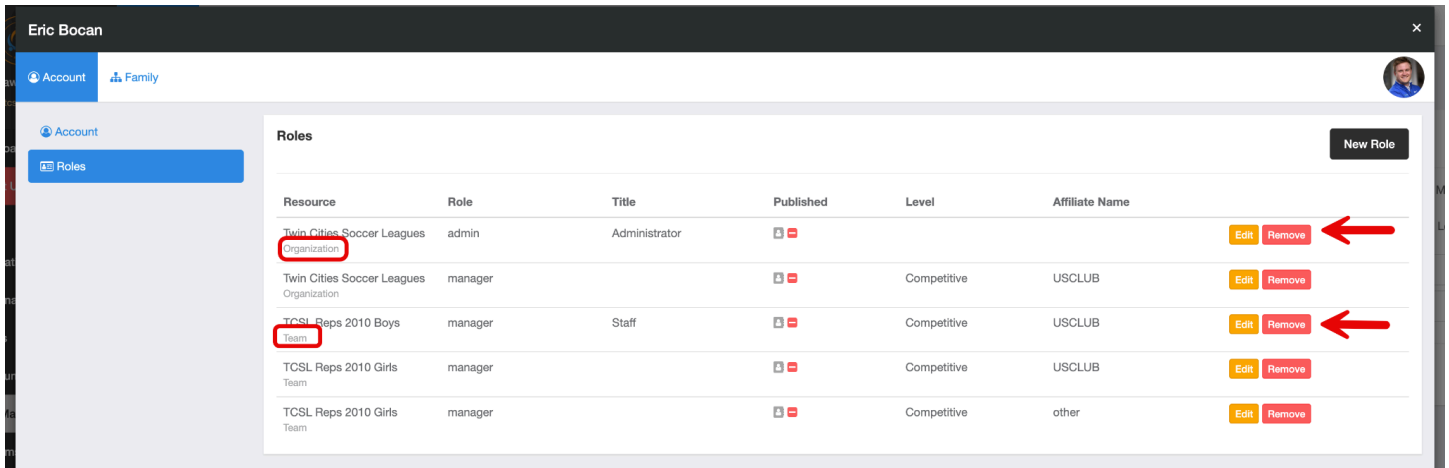 Eric Bocan ×
Account Family
Account
Roles
Roles
New Role
Resource Role Title Published Level Affiliate Name
Twin Cities Soccer Leagues admin Administrator Edit Remove
Organization
Twin Cities Soccer Leagues manager Competitive USCLUB Edit Remove
Organization
TCSL Reps 2010 Boys manager Staff Competitive USCLUB Edit Remove
Team
TCSL Reps 2010 Girls manager Competitive USCLUB Edit Remove
Team
TCSL Reps 2010 Girls manager Competitive other Edit Remove
Team